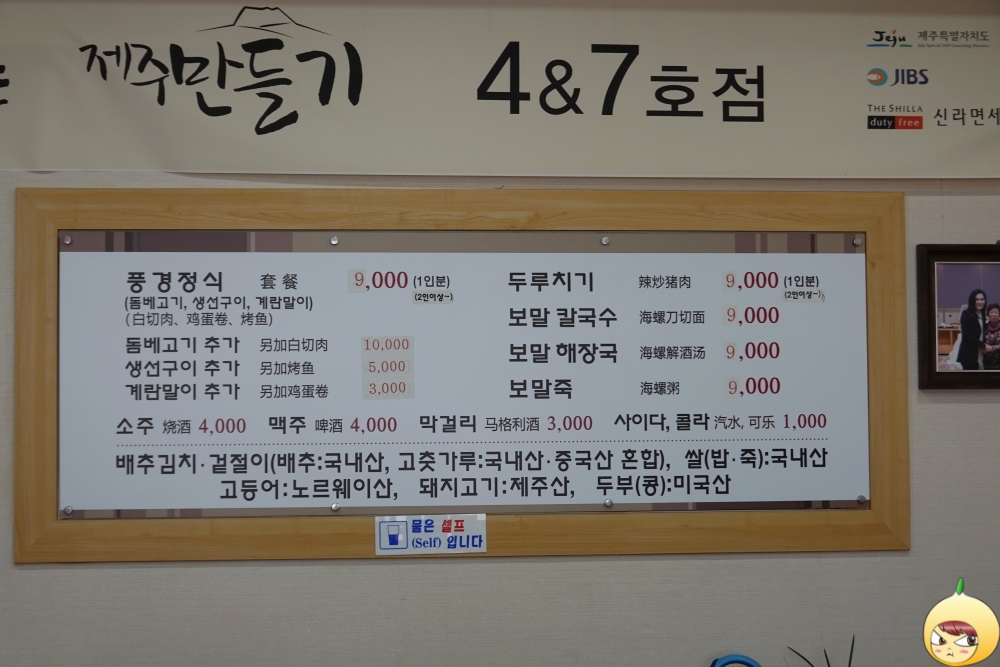 제주만들기 4&7호점
Jeju 제주특별자치도
JIBS
THE SHILLA
duty free 신라면세
풍경정식 套餐 9,000 (1인분)
(2인이상~)
(돔베고기, 생선구이, 계란말이)
(白切肉、鸡蛋卷、烤鱼)
돔베고기 추가 另加白切肉 10,000
생선구이 추가 另加烤鱼 5,000
계란말이 추가 另加鸡蛋卷 3,000
두루치기 辣炒猪肉 9,000 (1인분)
(2인이상~)
보말 칼국수 海螺刀切面 9,000
보말 해장국 海螺解酒汤 9,000
보말죽 海螺粥 9,000
소주 烧酒 4,000 맥주 啤酒 4,000 막걸리 马格利酒 3,000 사이다, 콜라 汽水, 可乐 1,000
배추김치·겉절이(배추:국내산, 고춧가루:국내산·중국산 혼합), 쌀(밥·죽):국내산
고등어:노르웨이산, 돼지고기:제주산, 두부(콩):미국산
물은 셀프
(Self) 입니다